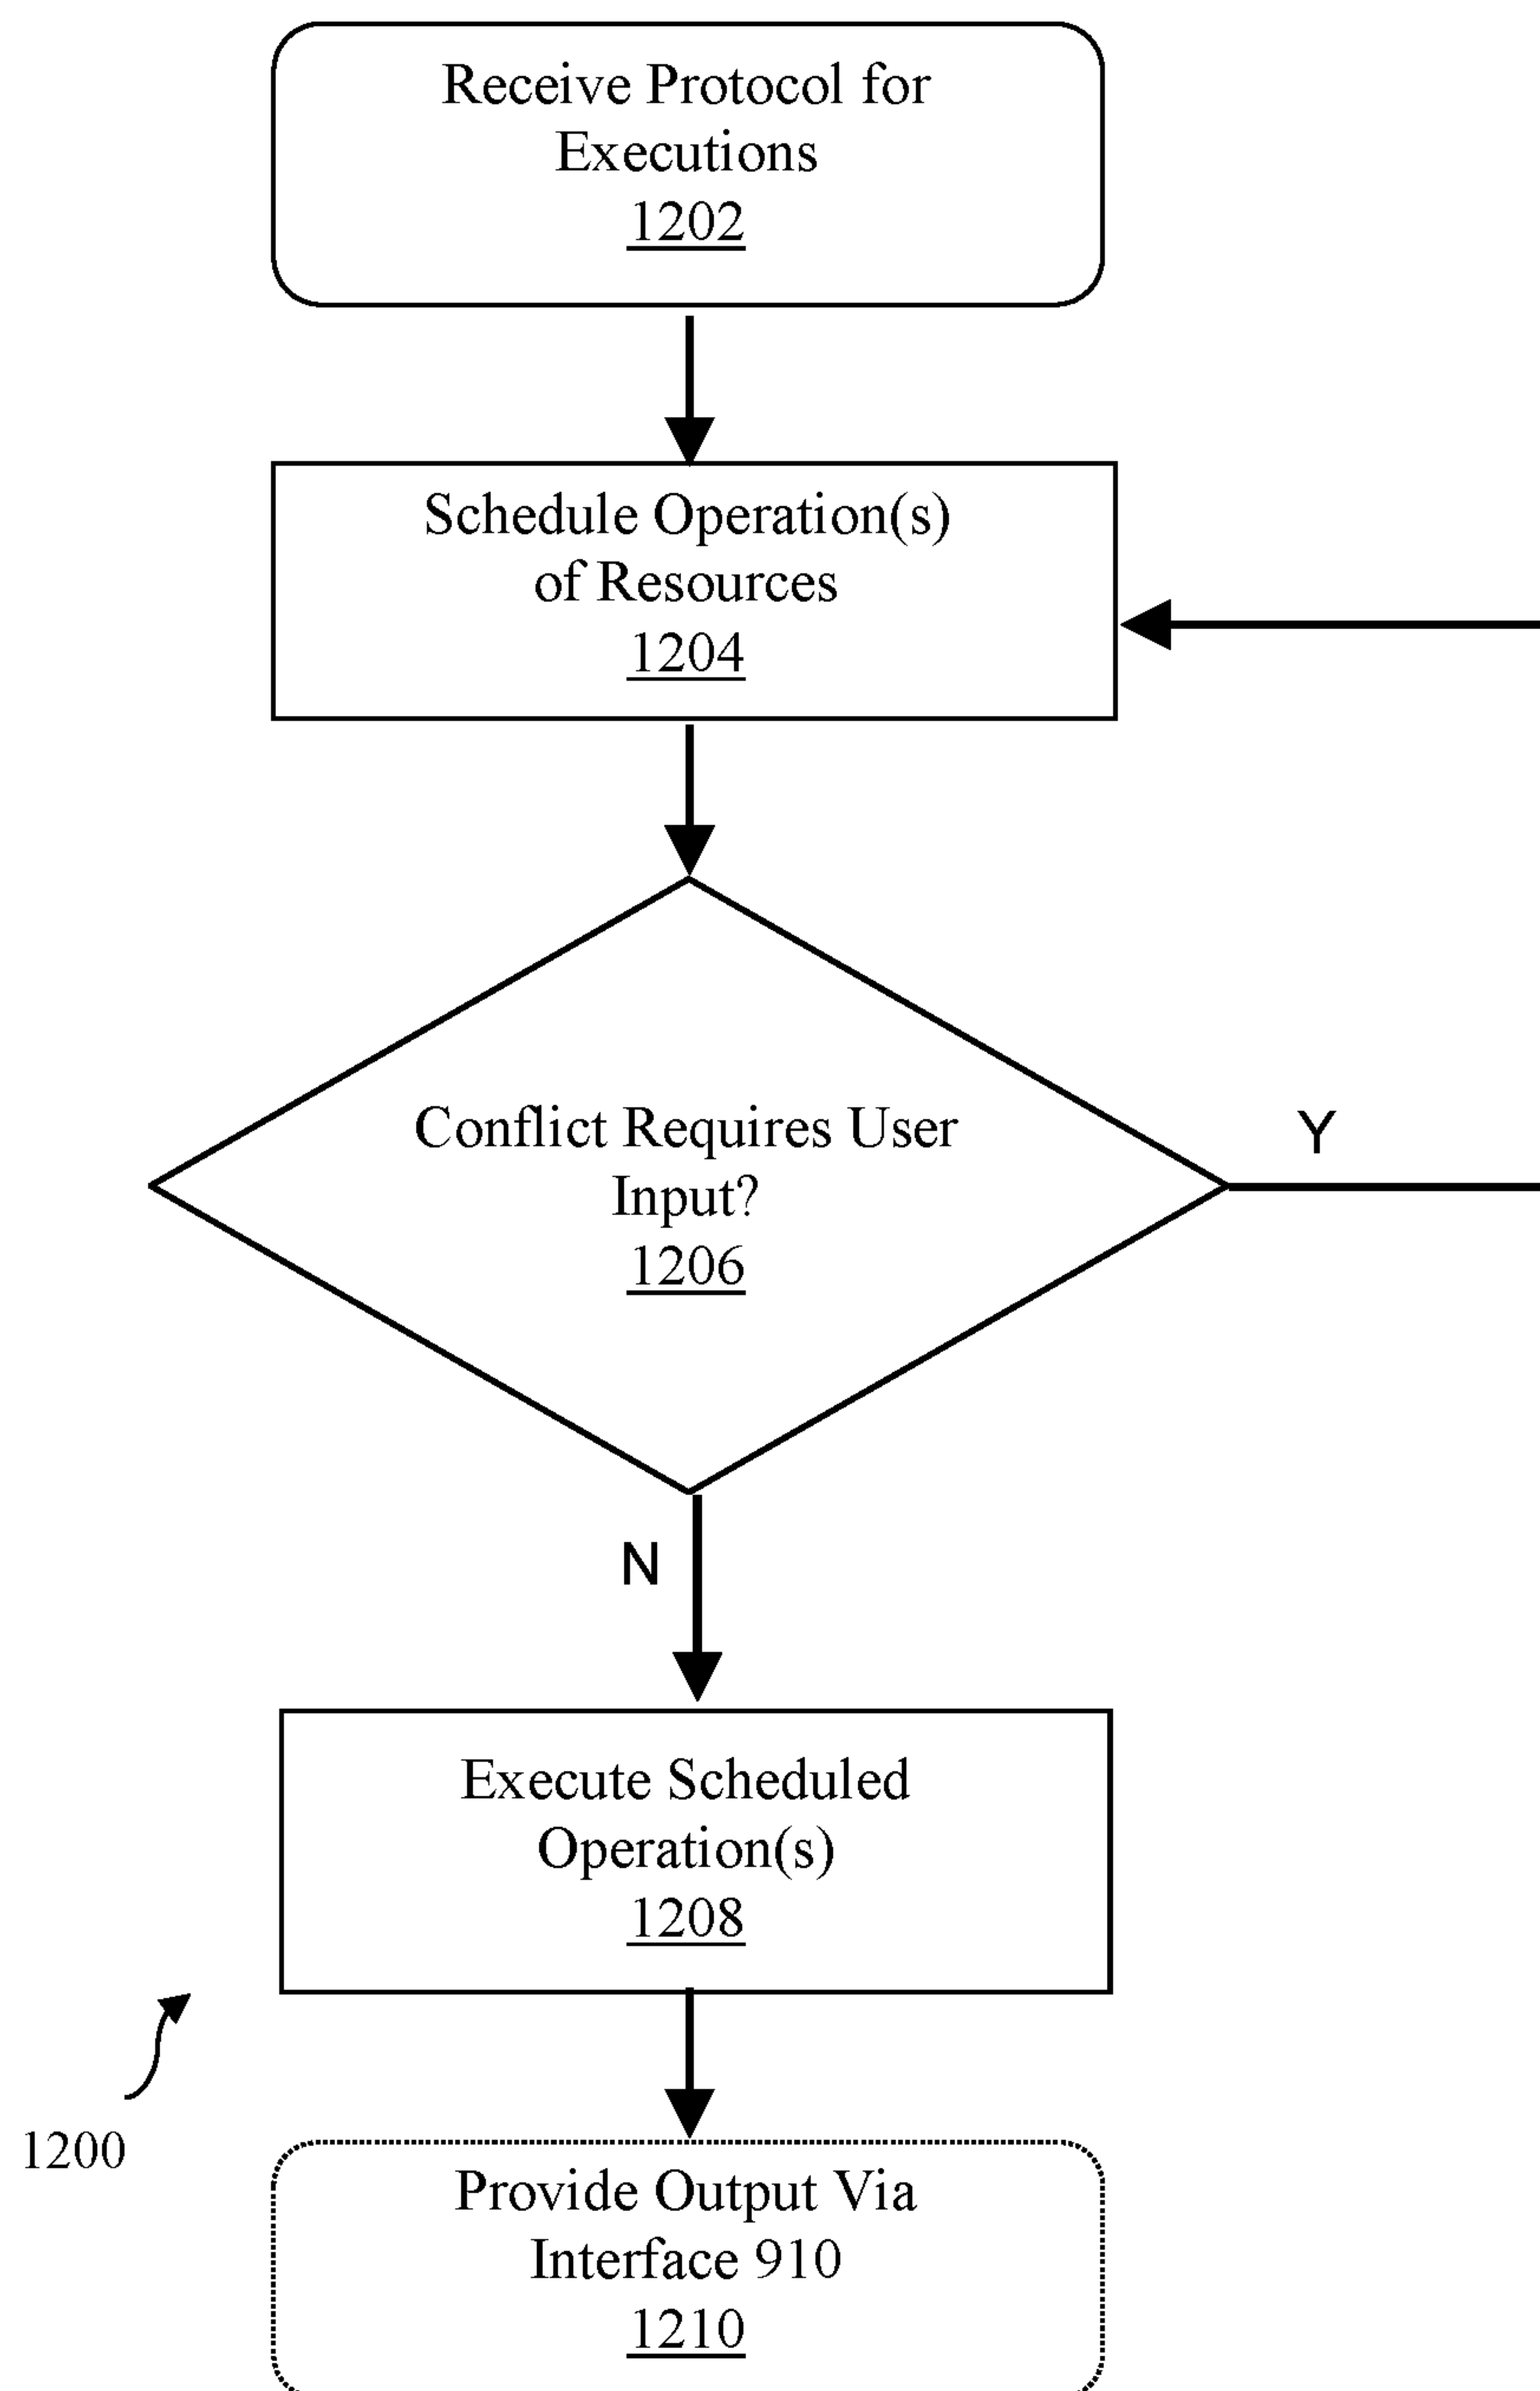 Receive Protocol for
Executions
1202
Schedule Operation(s)
of Resources
1204
Conflict Requires User
Input?
1206
Y
N
Execute Scheduled
Operation(s)
1208
1200
Provide Output Via
Interface 910
1210